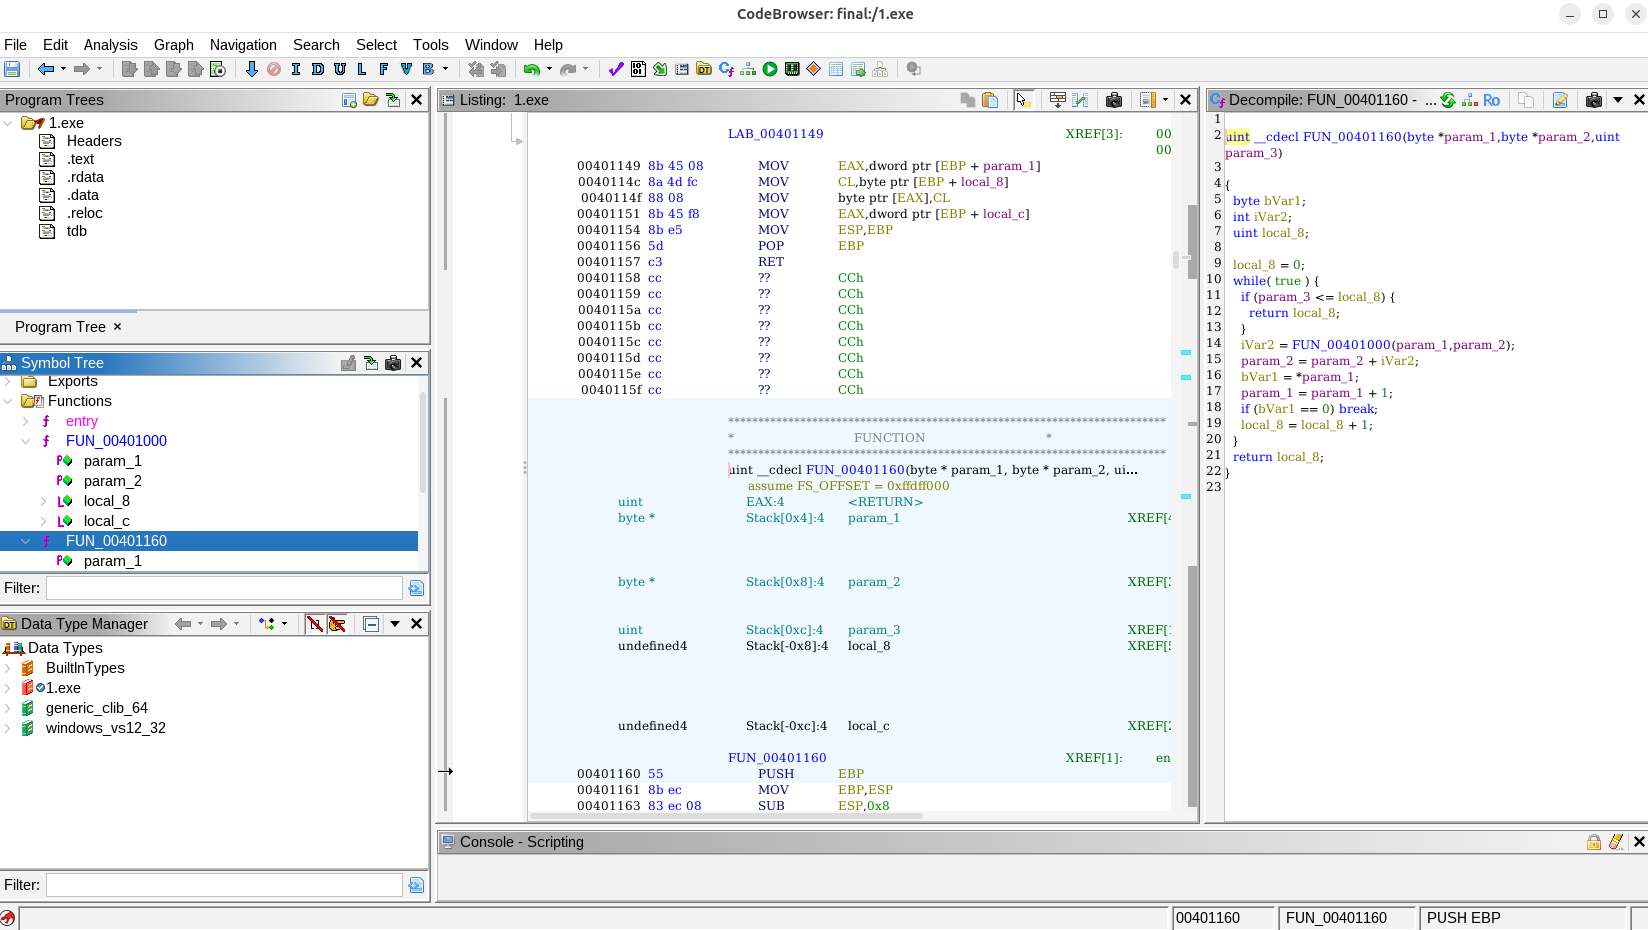 CodeBrowser: final:/1.exe
File Edit Analysis Graph Navigation Search Select Tools Window Help
I D U L F V B
Program Trees
1.exe
Headers
.text
.rdata
.data
.reloc
tdb
Program Tree ×
Symbol Tree
Exports
Functions
entry
FUN_00401000
param_1
param_2
local_8
local_c
FUN_00401160
param_1
Filter:
Data Type Manager
Data Types
BuiltInTypes
1.exe
generic_clib_64
windows_vs12_32
Filter:
Listing: 1.exe
LAB_00401149 XREF[3]: 00
00
00401149 8b 45 08 MOV EAX,dword ptr [EBP + param_1]
0040114c 8a 4d fc MOV CL,byte ptr [EBP + local_8]
0040114f 88 08 MOV byte ptr [EAX],CL
00401151 8b 45 f8 MOV EAX,dword ptr [EBP + local_c]
00401154 8b e5 MOV ESP,EBP
00401156 5d POP EBP
00401157 c3 RET
00401158 cc ?? CCh
00401159 cc ?? CCh
0040115a cc ?? CCh
0040115b cc ?? CCh
0040115c cc ?? CCh
0040115d cc ?? CCh
0040115e cc ?? CCh
0040115f cc ?? CCh
* FUNCTION *
uint __cdecl FUN_00401160(byte * param_1, byte * param_2, ui...
assume FS_OFFSET = 0xffdff000
uint EAX:4 <RETURN>
byte * Stack[0x4]:4 param_1 XREF[4
byte * Stack[0x8]:4 param_2 XREF[3
uint Stack[0xc]:4 param_3 XREF[1
undefined4 Stack[-0x8]:4 local_8 XREF[5
undefined4 Stack[-0xc]:4 local_c XREF[2
FUN_00401160 XREF[1]: en
00401160 55 PUSH EBP
00401161 8b ec MOV EBP,ESP
00401163 83 ec 08 SUB ESP,0x8
Decompile: FUN_00401160 - ...
Ro
1
2 uint __cdecl FUN_00401160(byte *param_1,byte *param_2,uint
param_3)
3
4 {
5 byte bVar1;
6 int iVar2;
7 uint local_8;
8
9 local_8 = 0;
10 while( true ) {
11 if (param_3 <= local_8) {
12 return local_8;
13 }
14 iVar2 = FUN_00401000(param_1,param_2);
15 param_2 = param_2 + iVar2;
16 bVar1 = *param_1;
17 param_1 = param_1 + 1;
18 if (bVar1 == 0) break;
19 local_8 = local_8 + 1;
20 }
21 return local_8;
22 }
23
Console - Scripting
00401160 FUN_00401160 PUSH EBP